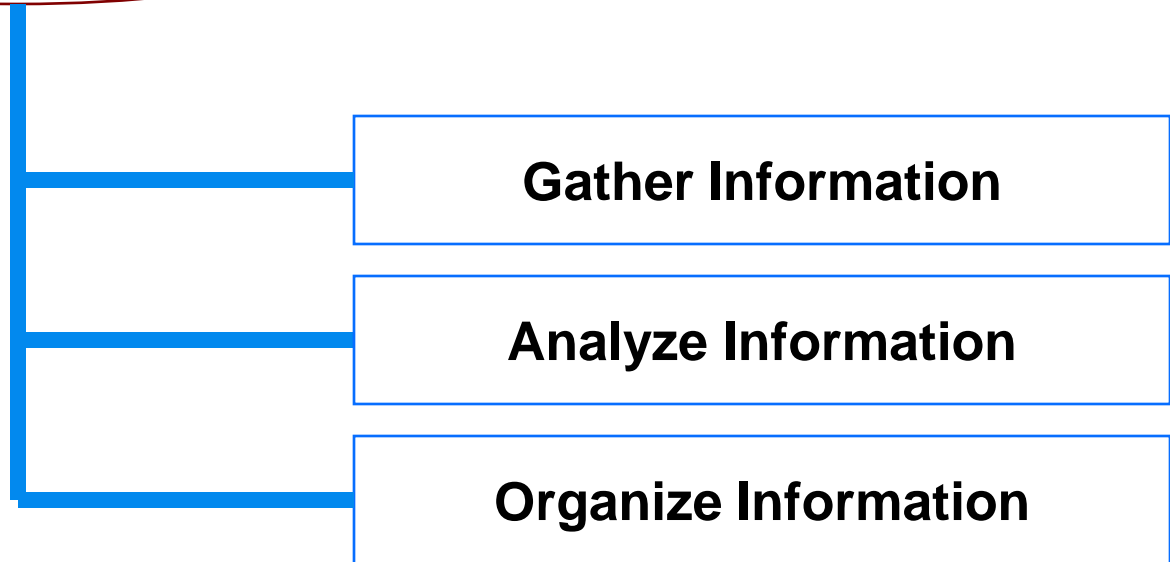 Gather Information
Analyze Information
Organize Information